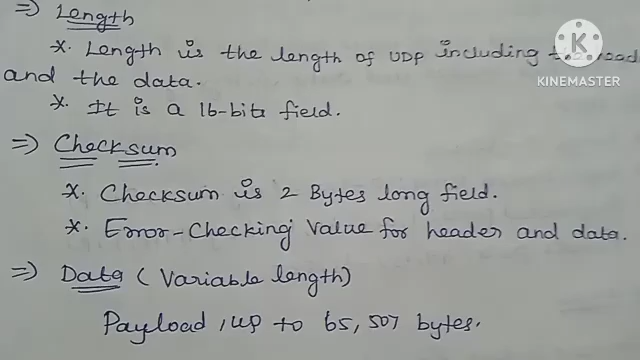 =) Length
*. Length is the length of UDP including
and the data.
*. It is a 16-bits field.
=) Checksum
*. Checksum is 2 Bytes long field.
*. Error-Checking Value for header and data.
=) Data (Variable length)
Payload, up to 65,507 bytes.
KINEMASTER